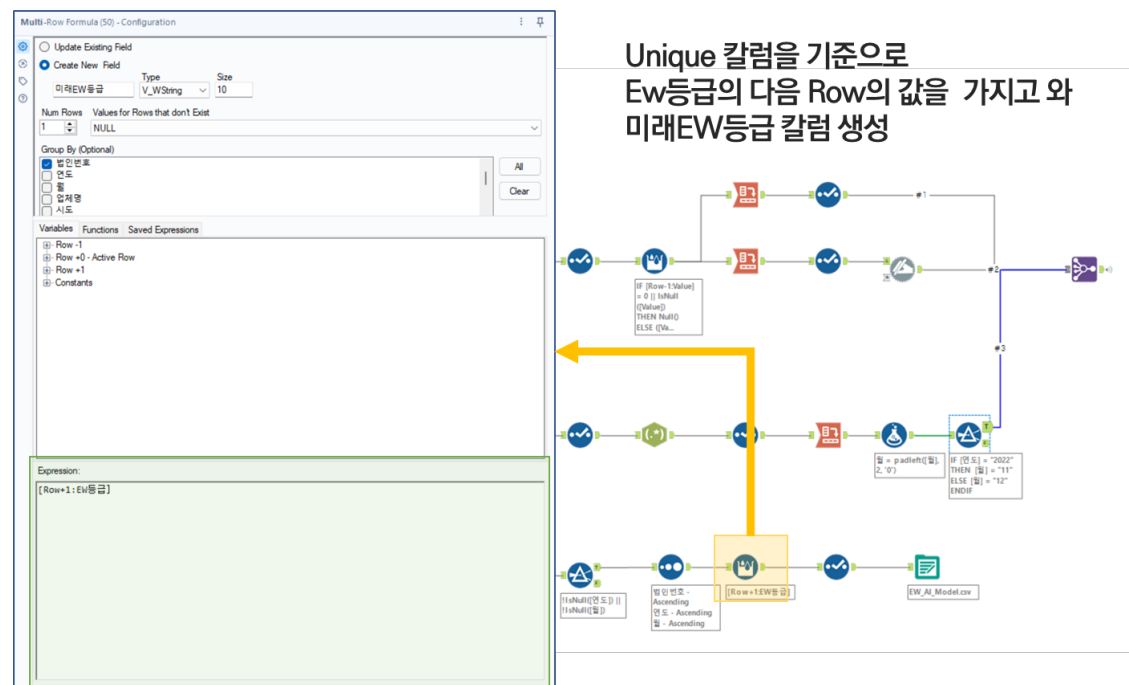 Multi-Row Formula (50) - Configuration
Update Existing Field
Create New Field
Type
Size
미래EW등급
V_WString
10
Num Rows
Values for Rows that don't Exist
1
NULL
Group By (Optional)
법인번호
연도
월
업체명
시도
All
Clear
Variables
Functions
Saved Expressions
Row -1
Row +0 - Active Row
Row +1
Constants
Expression:
[Row+1:EW등급]
Unique 칼럼을 기준으로
Ew등급의 다음 Row의 값을 가지고 와
미래EW등급 칼럼 생성
#1
#2
#3
IF [Row-1:Value]
= 0 || IsNull
([Value])
THEN Null()
ELSE ([Va...
월 = padleft([월],
2, '0')
IF [연도] = "2022"
THEN [월] = "11"
ELSE [월] = "12"
ENDIF
T
F
!IsNull([연도]) ||
!IsNull([월])
법인번호 -
Ascending
연도 - Ascending
월 - Ascending
[Row+1:EW등급]
EW_AI_Model.csv